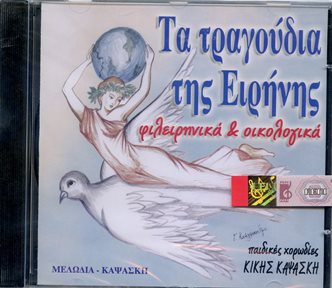 Τα τραγούδια
της Ειρήνης
φιλειρηνικά & οικολογικά
παιδικές χορωδίες
ΚΙΚΗΣ ΚΑΨΑΣΚΗ
ΜΕΛΩΔΙΑ - ΚΑΨΑΣΚΗ